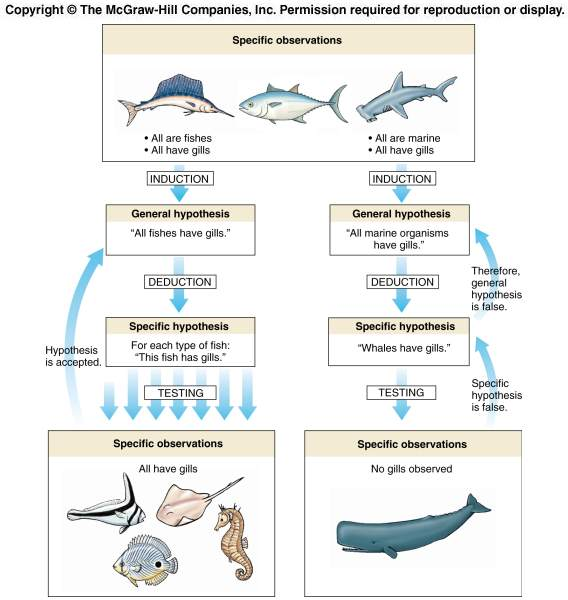 Copyright © The McGraw-Hill Companies, Inc. Permission required for reproduction or display.
Specific observations
• All are fishes
• All have gills
• All are marine
• All have gills
INDUCTION
INDUCTION
General hypothesis
“All fishes have gills.”
General hypothesis
“All marine organisms
have gills.”
DEDUCTION
DEDUCTION
Therefore,
general
hypothesis
is false.
Specific hypothesis
For each type of fish:
“This fish has gills.”
Specific hypothesis
“Whales have gills.”
Hypothesis
is accepted.
TESTING
TESTING
Specific
hypothesis
is false.
Specific observations
All have gills
Specific observations
No gills observed